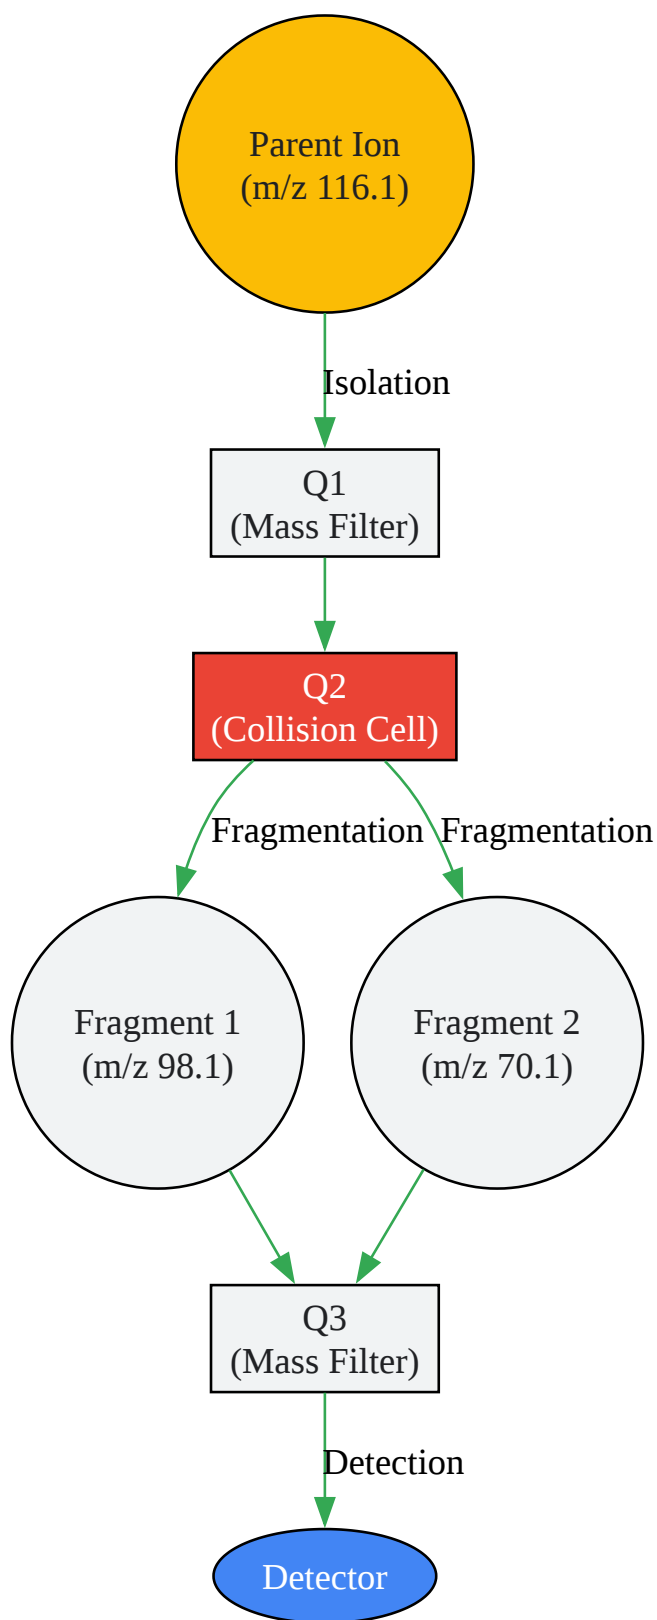 Parent Ion
(m/z 116.1)
Isolation
Q1
(Mass Filter)
Q2
(Collision Cell)
Fragmentation
Fragmentation
Fragment 1
(m/z 98.1)
Fragment 2
(m/z 70.1)
Q3
(Mass Filter)
Detection
Detector